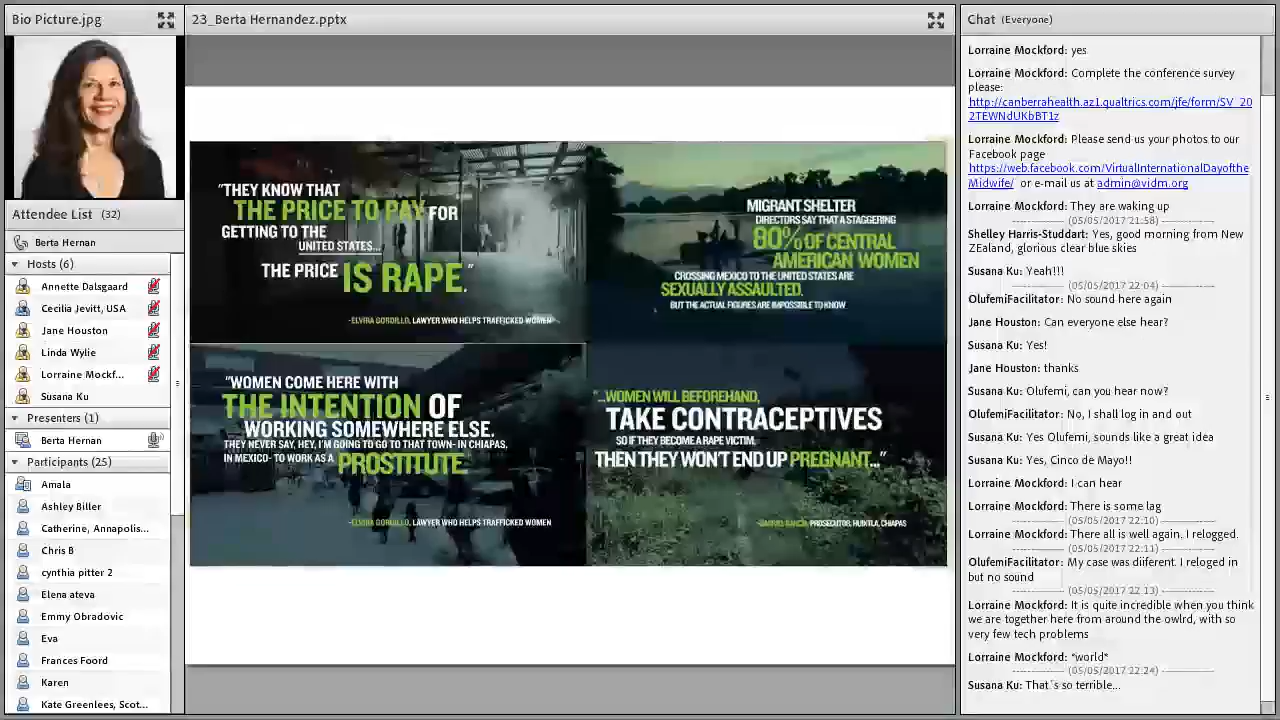 Bio Picture.jpg
Attendee List (32)
Berta Hernan
Hosts (6)
Annette Dalsgaard
Cecilia Jevitt, USA
Jane Houston
Linda Wylie
Lorraine Mockf...
Susana Ku
Presenters (1)
Berta Hernan
Participants (25)
Amala
Ashley Biller
Catherine, Annapolis...
Chris B
cynthia pitter 2
Elena ateva
Emmy Obradovic
Eva
Frances Foord
Karen
Kate Greenlees, Scot...
23_Berta Hernandez.pptx
"THEY KNOW THAT
THE PRICE TO PAY FOR
GETTING TO THE
UNITED STATES...
THE PRICE IS RAPE."
-ELVIRA GORDILLO, LAWYER WHO HELPS TRAFFICKED WOMEN
MIGRANT SHELTER
DIRECTORS SAY THAT A STAGGERING
80% OF CENTRAL
AMERICAN WOMEN
CROSSING MEXICO TO THE UNITED STATES ARE
SEXUALLY ASSAULTED.
BUT THE ACTUAL FIGURES ARE IMPOSSIBLE TO KNOW
"WOMEN COME HERE WITH
THE INTENTION OF
WORKING SOMEWHERE ELSE.
THEY NEVER SAY, HEY, I'M GOING TO GO TO THAT TOWN- IN CHIAPAS,
IN MEXICO- TO WORK AS A PROSTITUTE.
-ELVIRA GORDILLO, LAWYER WHO HELPS TRAFFICKED WOMEN
"...WOMEN WILL BEFOREHAND,
TAKE CONTRACEPTIVES
SO IF THEY BECOME A RAPE VICTIM,
THEN THEY WON'T END UP PREGNANT..."
PROSECUTOR, HUIXTLA, CHIAPAS
Chat (Everyone)
Lorraine Mockford: yes
Lorraine Mockford: Complete the conference survey
please:
http://canberrahealth.az1.qualtrics.com/jfe/form/SV_20
2TEWNdUKbBT1z
Lorraine Mockford: Please send us your photos to our
Facebook page
https://web.facebook.com/VirtualInternationalDayofthe
Midwife/ or e-mail us at admin@vidm.org
Lorraine Mockford: They are waking up
(05/05/2017 21:58)
Shelley Harris-Studdart: Yes, good morning from New
ZEaland, glorious clear blue skies
Susana Ku: Yeah!!!
(05/05/2017 22:04)
OlufemiFacilitator: No sound here again
Jane Houston: Can everyone else hear?
Susana Ku: Yes!
Jane Houston: thanks
Susana Ku: Olufemi, can you hear now?
OlufemiFacilitator: No, I shall log in and out
Susana Ku: Yes Olufemi, sounds like a great idea
Susana Ku: Yes, Cinco de Mayo!!
Lorraine Mockford: I can hear
Lorraine Mockford: There is some lag
(05/05/2017 22:10)
Lorraine Mockford: There all is well again. I relogged.
(05/05/2017 22:11)
OlufemiFacilitator: My case was diiferent. I reloged in
but no sound
(05/05/2017 22:13)
Lorraine Mockford: It is quite incredible when you think
we are together here from around the owlrd, with so
very few tech problems
Lorraine Mockford: *world*
(05/05/2017 22:24)
Susana Ku: That´s so terrible...